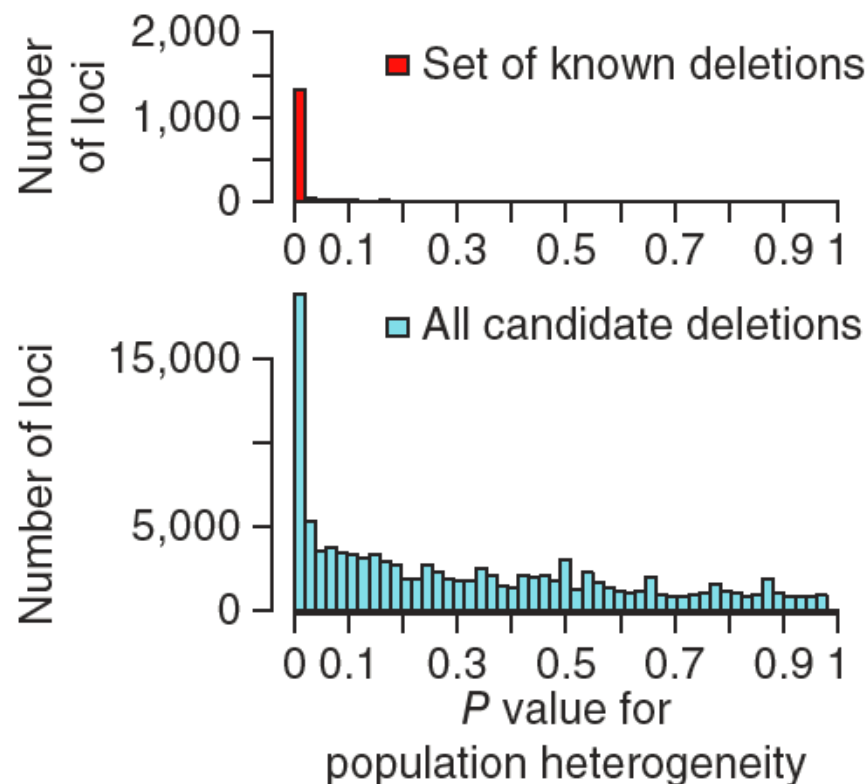 Number
of loci
2,000
1,000
0
Set of known deletions
0 0.1 0.3 0.5 0.7 0.9 1
Number of loci
15,000
5,000
0
All candidate deletions
0 0.1 0.3 0.5 0.7 0.9 1
P value for
population heterogeneity